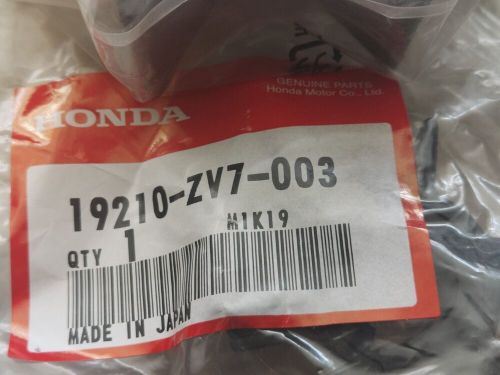 GENUINE PARTS
Honda Motor Co., Ltd.
HONDA
19210-ZV7-003
M1K19
QTY 1
MADE IN JAPAN